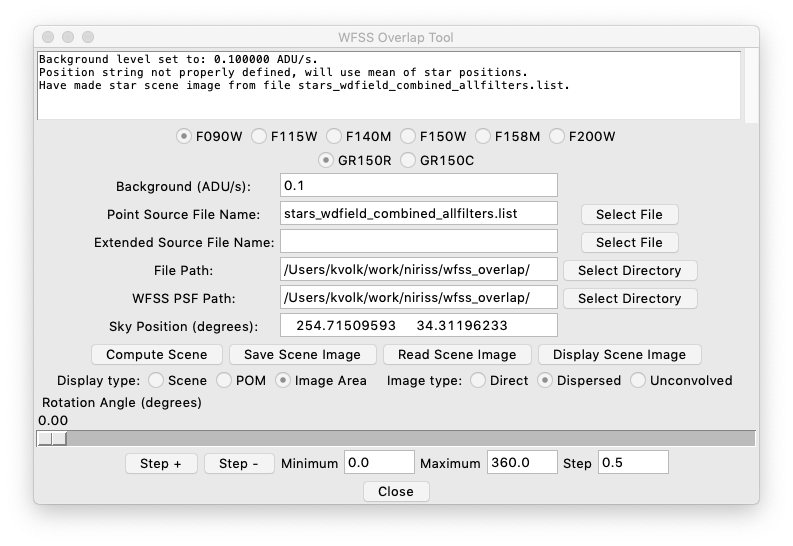 WFSS Overlap Tool
Background level set to: 0.100000 ADU/s.
Position string not properly defined, will use mean of star positions.
Have made star scene image from file stars_wdfield_combined_allfilters.list.
F090W F115W F140M F150W F158M F200W
GR150R GR150C
Background (ADU/s): 0.1
Point Source File Name: stars_wdfield_combined_allfilters.list Select File
Extended Source File Name: Select File
File Path: /Users/kvolk/work/niriss/wfss_overlap/ Select Directory
WFSS PSF Path: /Users/kvolk/work/niriss/wfss_overlap/ Select Directory
Sky Position (degrees): 254.71509593 34.31196233
Compute Scene Save Scene Image Read Scene Image Display Scene Image
Display type: Scene POM Image Area Image type: Direct Dispersed Unconvolved
Rotation Angle (degrees)
0.00
Step + Step - Minimum 0.0 Maximum 360.0 Step 0.5
Close